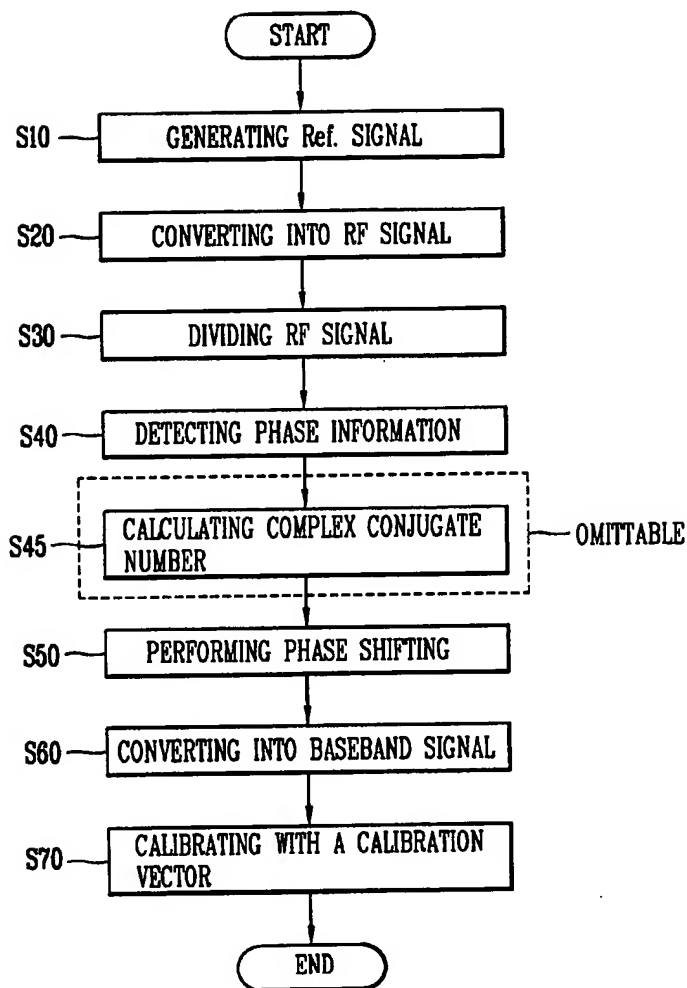 START
S10
GENERATING Ref. SIGNAL
S20
CONVERTING INTO RF SIGNAL
S30
DIVIDING RF SIGNAL
S40
DETECTING PHASE INFORMATION
S45
CALCULATING COMPLEX CONJUGATE
NUMBER
OMITTABLE
S50
PERFORMING PHASE SHIFTING
S60
CONVERTING INTO BASEBAND SIGNAL
S70
CALIBRATING WITH A CALIBRATION
VECTOR
END